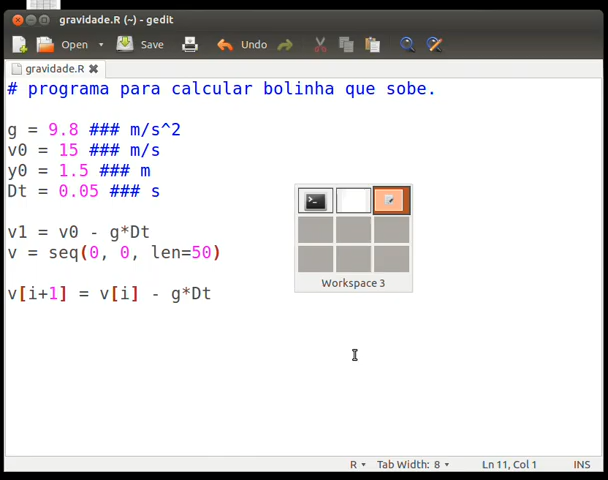 gravidade.R (~) - gedit
Open Save Undo
gravidade.R
# programa para calcular bolinha que sobe.
g = 9.8 ### m/s^2
v0 = 15 ### m/s
y0 = 1.5 ### m
Dt = 0.05 ### s
v1 = v0 - g*Dt
v = seq(0, 0, len=50)
v[i+1] = v[i] - g*Dt
Workspace 3
R Tab Width: 8 Ln 11, Col 1 INS